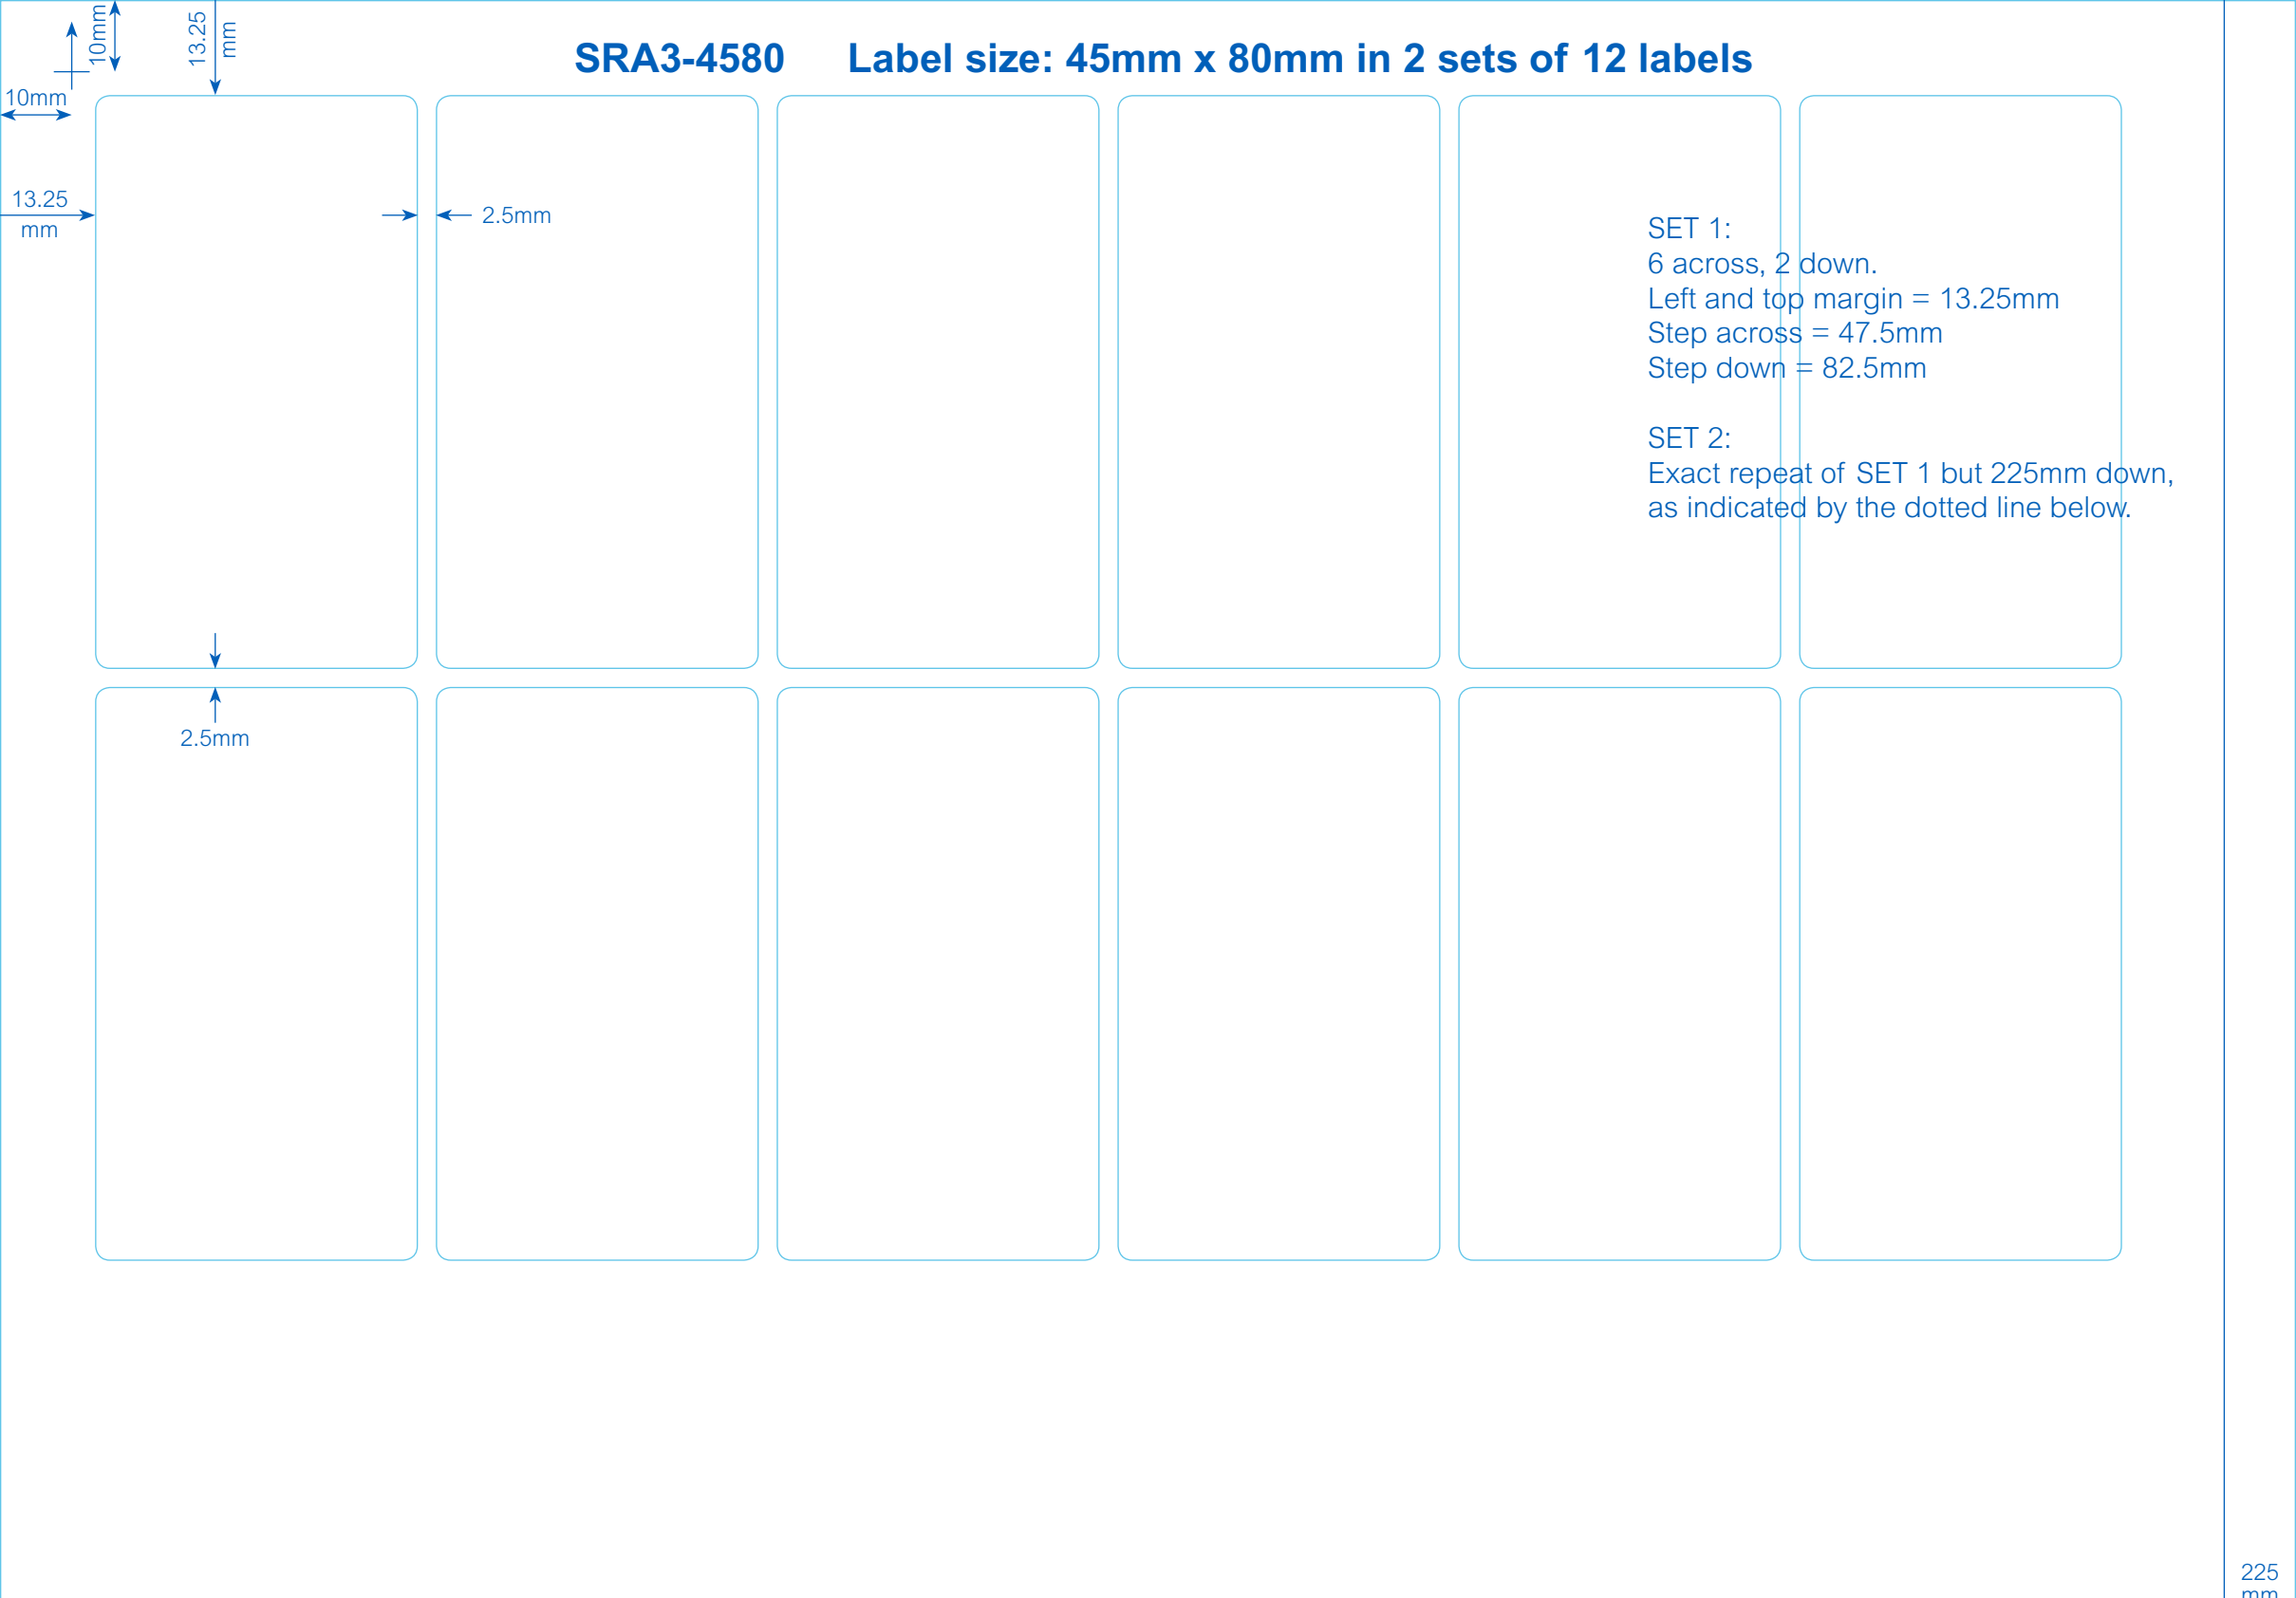 10mm
13.25
mm
SRA3-4580 Label size: 45mm x 80mm in 2 sets of 12 labels
10mm
13.25
mm
2.5mm
SET 1:
6 across, 2 down.
Left and top margin = 13.25mm
Step across = 47.5mm
Step down = 82.5mm
SET 2:
Exact repeat of SET 1 but 225mm down,
as indicated by the dotted line below.
2.5mm
225
mm